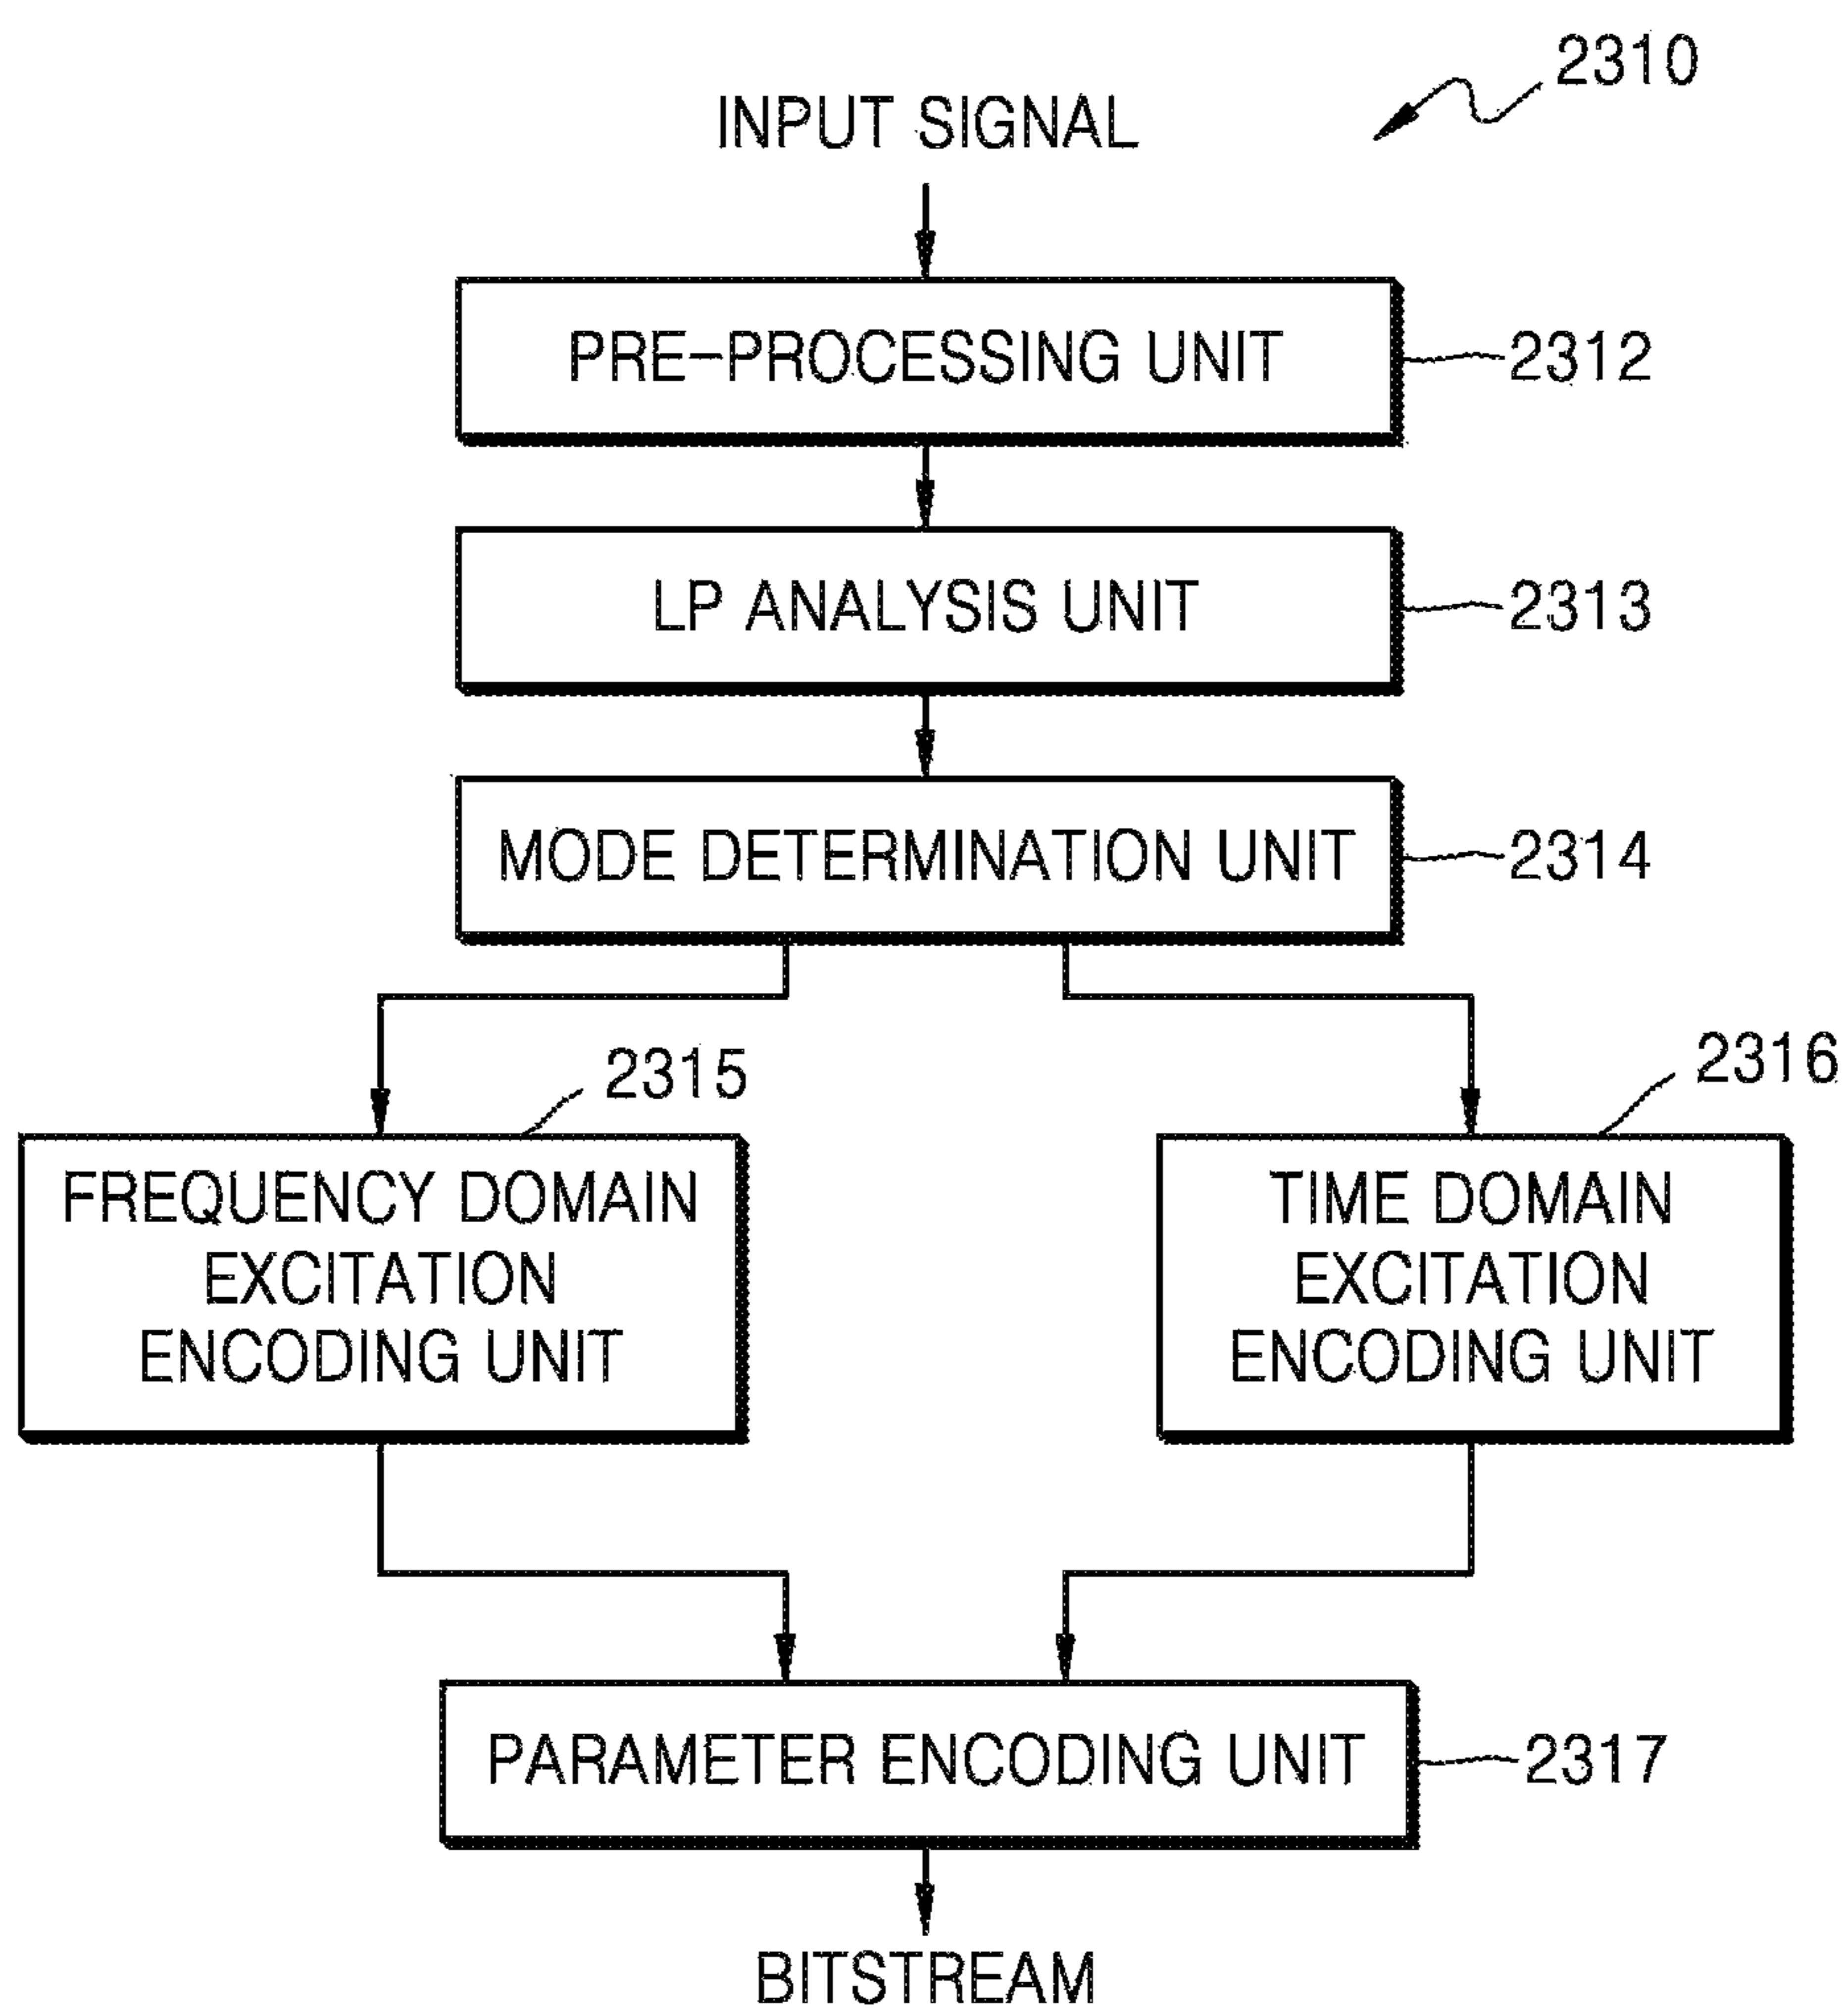 2310
INPUT SIGNAL
PRE-PROCESSING UNIT
2312
LP ANALYSIS UNIT
2313
MODE DETERMINATION UNIT
2314
2315
2316
FREQUENCY DOMAIN
EXCITATION
ENCODING UNIT
TIME DOMAIN
EXCITATION
ENCODING UNIT
PARAMETER ENCODING UNIT
2317
BITSTREAM